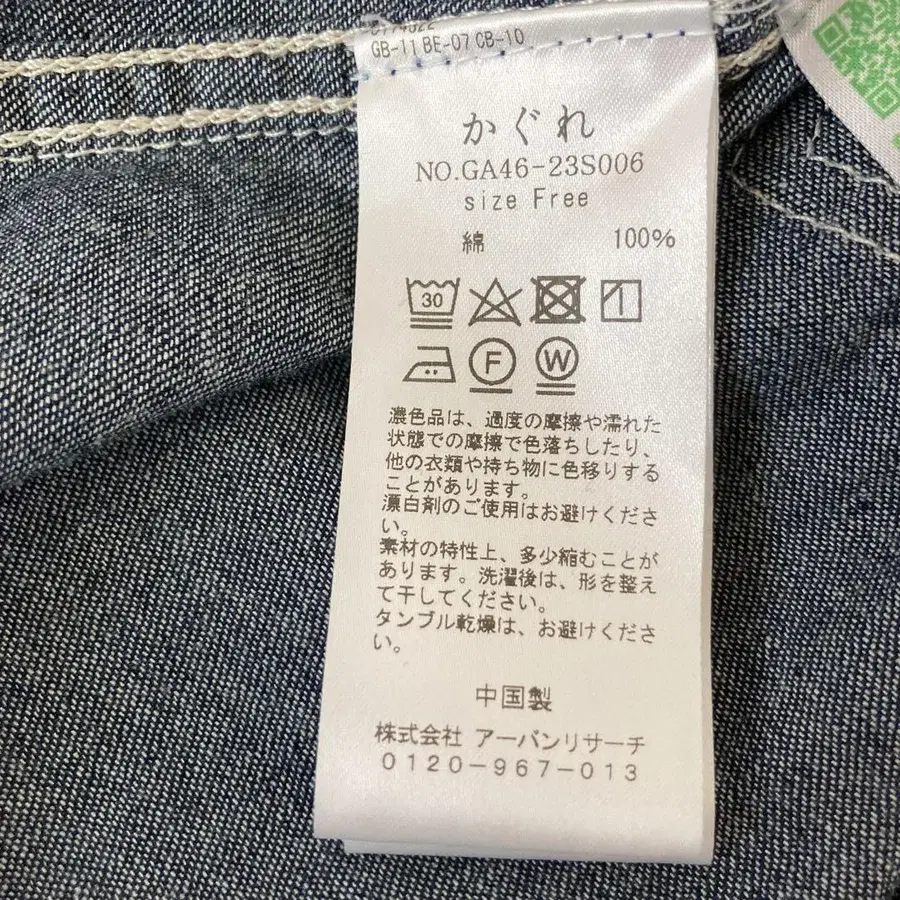 GB-11 BE-07 CB-10
かぐれ
NO.GA46-23S006
size Free
綿 100%
30
F W
濃色品は、過度の摩擦や濡れた
状態での摩擦で色落ちしたり、
他の衣類や持ち物に色移りする
ことがあります。
漂白剤のご使用はお避けくださ
い。
素材の特性上、多少縮むことが
あります。洗濯後は、形を整え
て干してください。
タンブル乾燥は、お避けくださ
い。
中国製
株式会社 アーバンリサーチ
0120-967-013